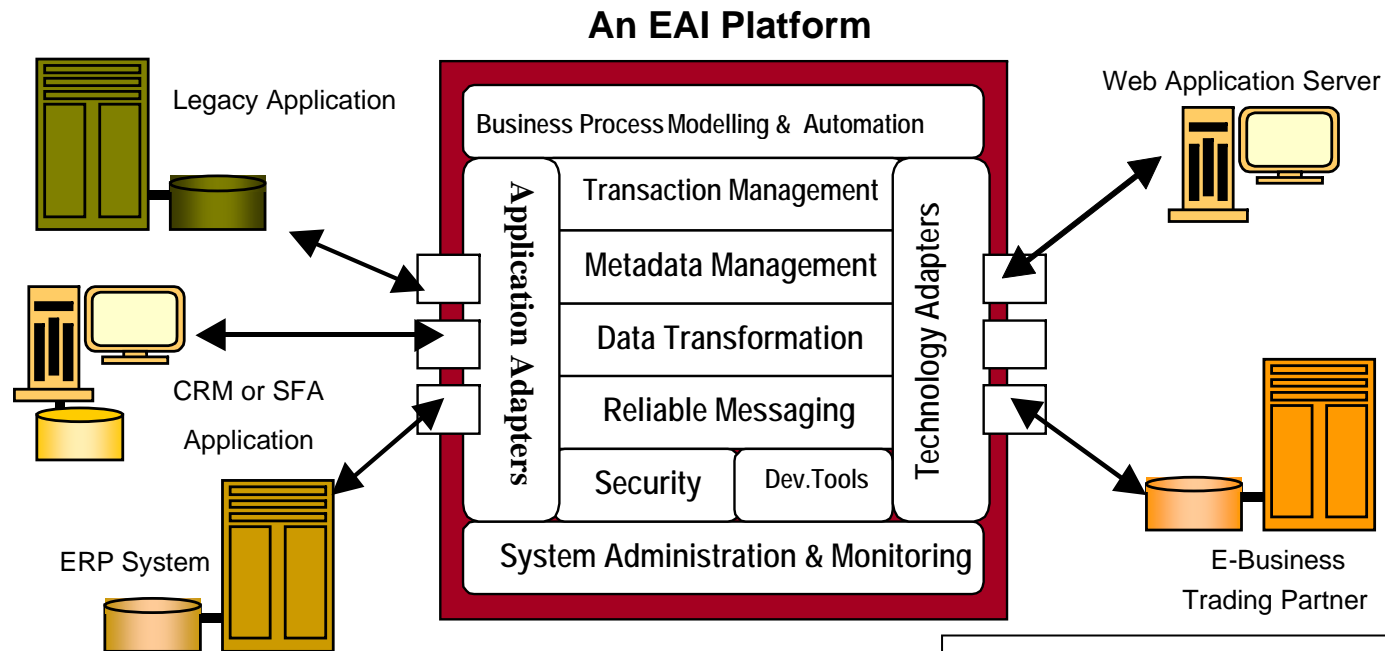 An EAI Platform
Legacy Application
Web Application Server
Business Process Modelling & Automation
Application Adapters
Transaction Management
Metadata Management
Data Transformation
Reliable Messaging
Security
Dev.Tools
Technology Adapters
System Administration & Monitoring
CRM or SFA
Application
ERP System
E-Business
Trading Partner